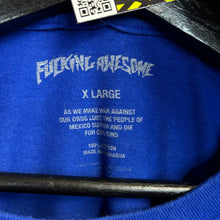 FUCKING AWESOME
X LARGE
AS WE MAKE WAR AGAINST
OUR DRUG LUST, THE PEOPLE OF
MEXICO SUFFER AND DIE
FOR OUR SINS
100% COTTON
MADE IN NICARAGUA